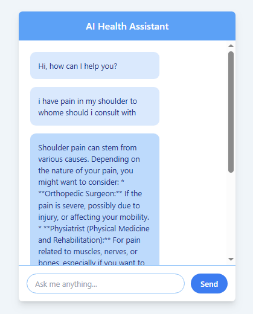 AI Health Assistant
Hi, how can I help you?
i have pain in my shoulder to
whome should i consult with
Shoulder pain can stem from
various causes. Depending on
the nature of your pain, you
might want to consider: *
**Orthopedic Surgeon:** If the
pain is severe, possibly due to
injury, or affecting your mobility.
* **Physiatrist (Physical Medicine
and Rehabilitation):** For pain
related to muscles, nerves, or
bones, especially if you want to
Ask me anything...
Send